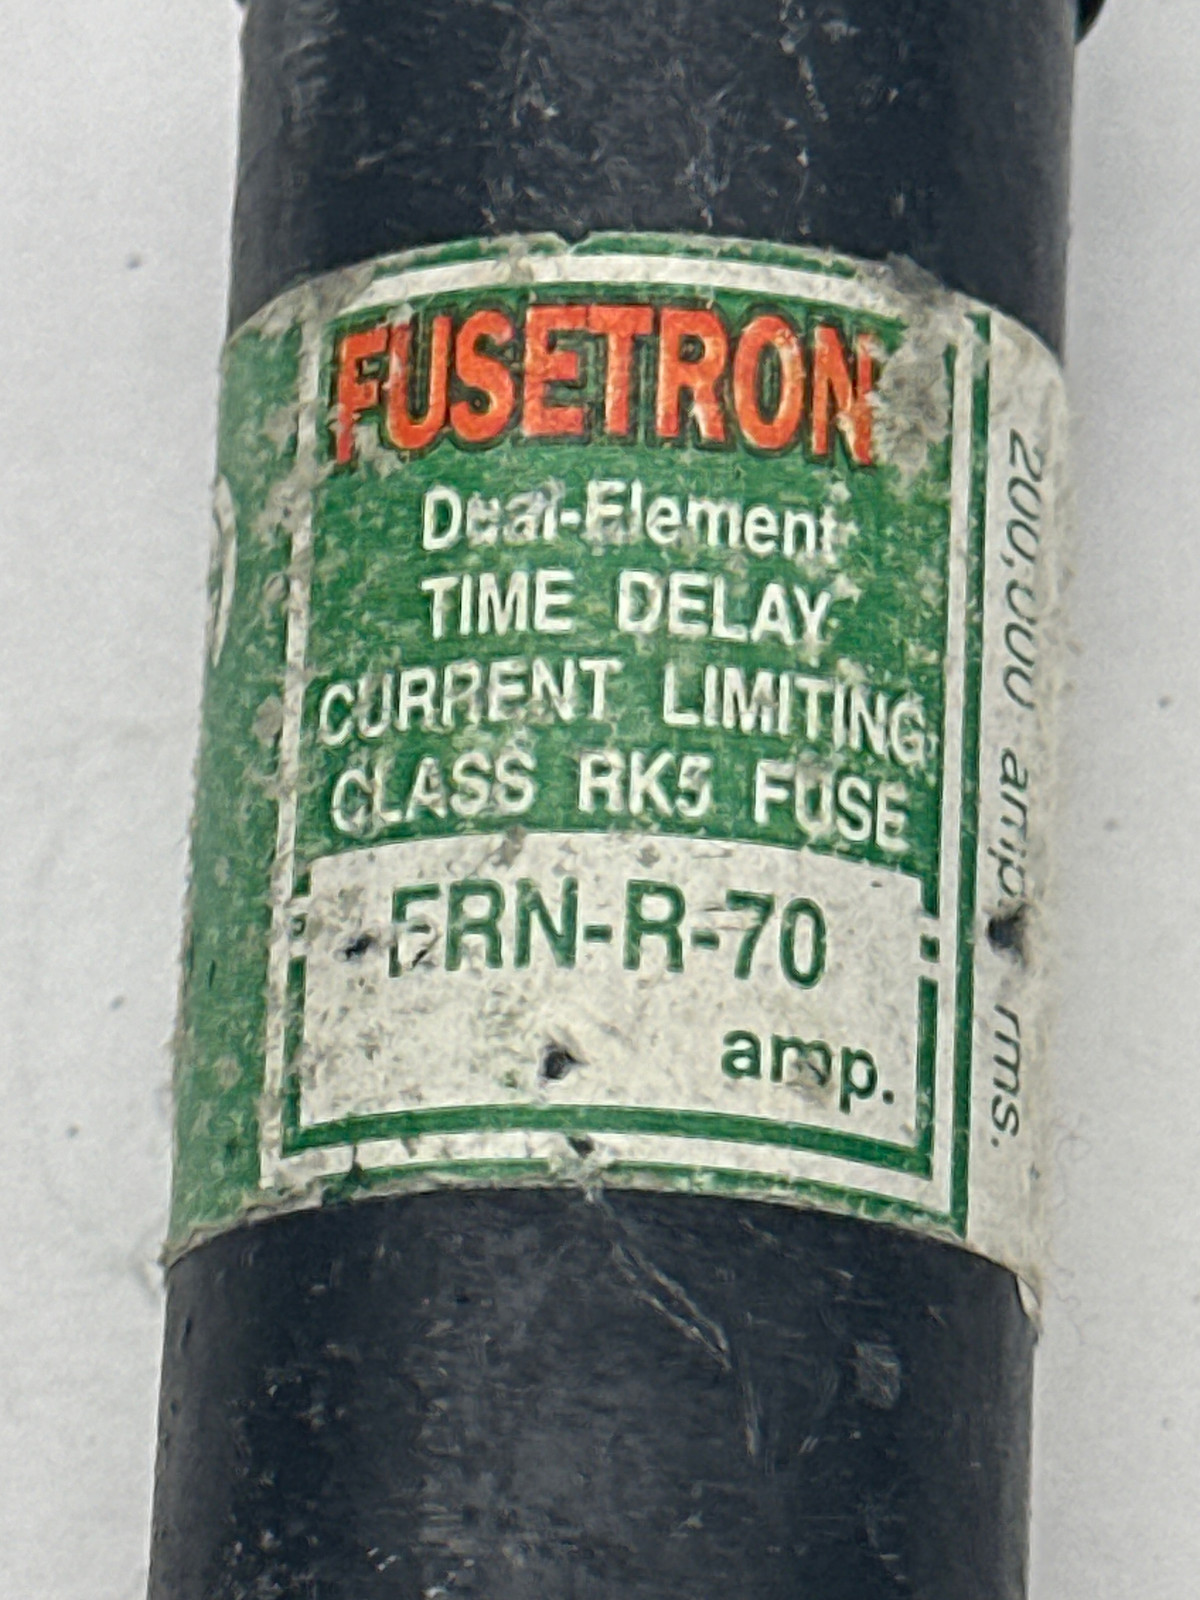 FUSETRON
Dual-Element
TIME DELAY
CURRENT LIMITING
CLASS RK5 FUSE
FRN-R-70
amp.
200,000 amp. rms.